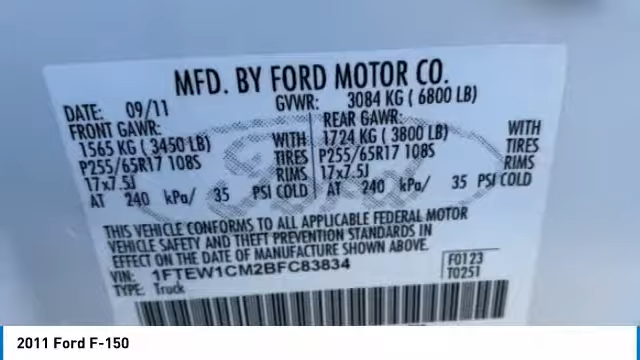 MFD. BY FORD MOTOR CO.
DATE: 09/11 GVWR: 3084 KG ( 6800 LB)
FRONT GAWR: REAR GAWR:
1565 KG ( 3450 LB) WITH 1724 KG ( 3800 LB) WITH
P255/65R17 108S TIRES P255/65R17 108S TIRES
17x7.5J RIMS 17x7.5J RIMS
AT 240 kPa/ 35 PSI COLD AT 240 kPa/ 35 PSI COLD
Ford
THIS VEHICLE CONFORMS TO ALL APPLICABLE FEDERAL MOTOR
VEHICLE SAFETY AND THEFT PREVENTION STANDARDS IN
EFFECT ON THE DATE OF MANUFACTURE SHOWN ABOVE.
VIN: 1FTEW1CM2BFC83834 F0123
TYPE: Truck T0251
2011 Ford F-150